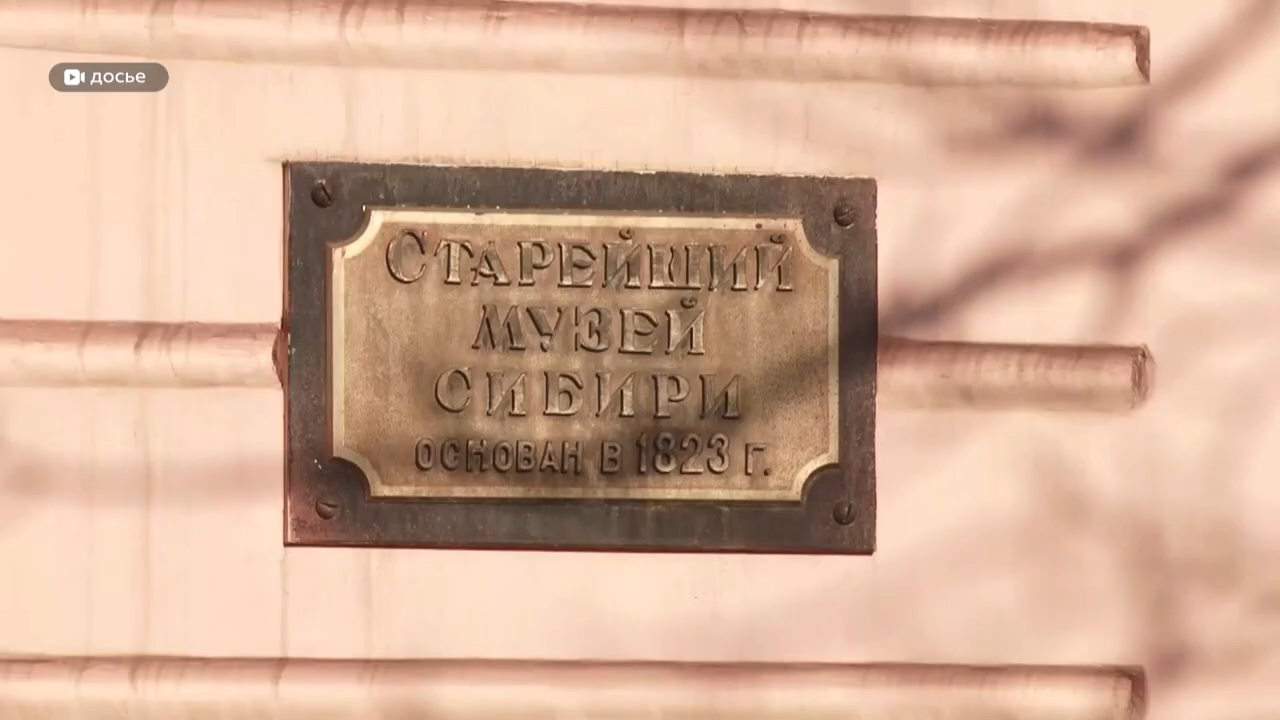 досье
Старейший
музей
Сибири
основан в 1823 г.